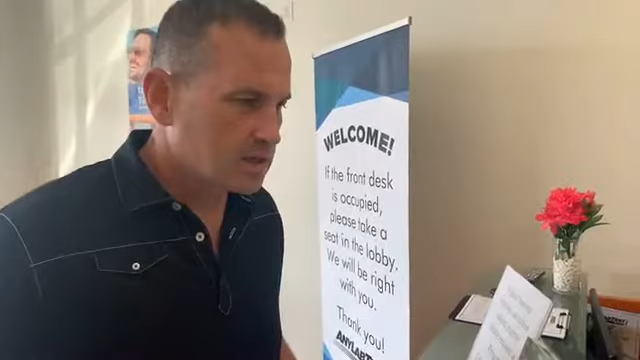 WELCOME!
If the front desk
is occupied,
please take a
seat in the lobby.
We will be right
with you.
Thank you!
ANYLABTE